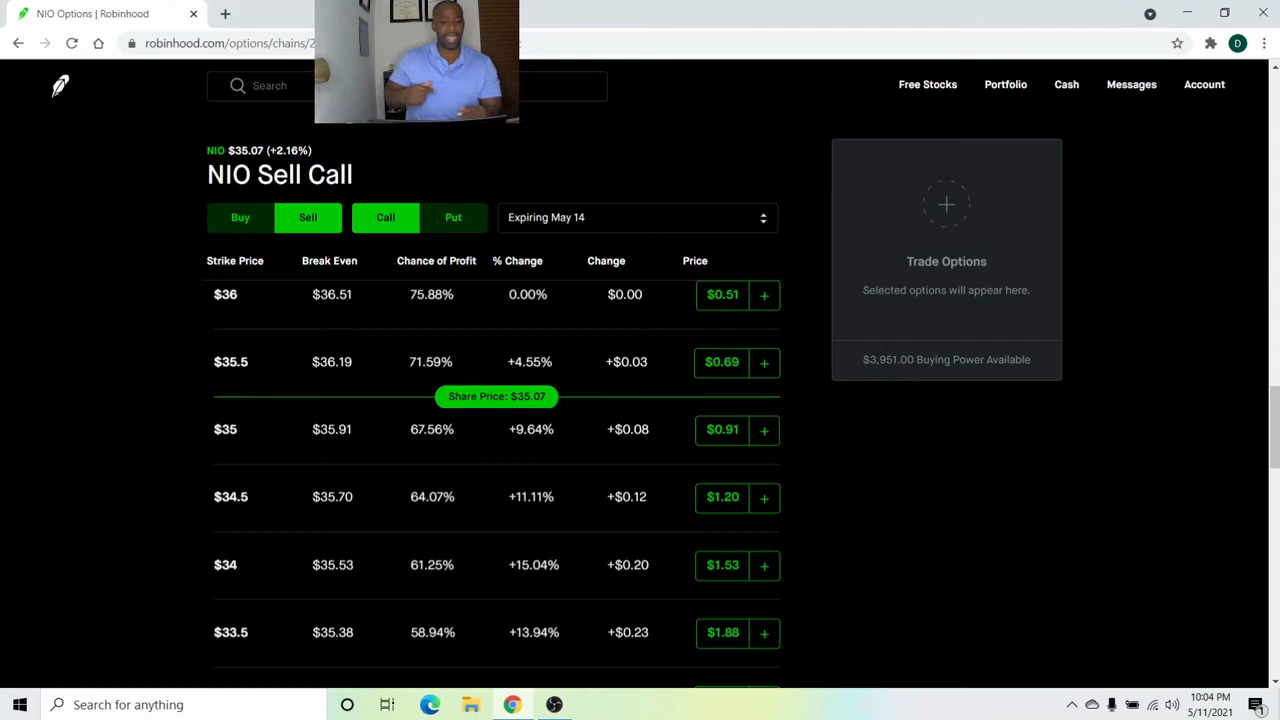 NIO Options | Robinhood
robinhood.com/options/chains/2
D
Search
Free Stocks
Portfolio
Cash
Messages
Account
NIO $35.07 (+2.16%)
NIO Sell Call
Buy Sell Call Put Expiring May 14
Strike Price Break Even Chance of Profit % Change Change Price
$36 $36.51 75.88% 0.00% $0.00 $0.51 +
$35.5 $36.19 71.59% +4.55% +$0.03 $0.69 +
Share Price: $35.07
$35 $35.91 67.56% +9.64% +$0.08 $0.91 +
$34.5 $35.70 64.07% +11.11% +$0.12 $1.20 +
$34 $35.53 61.25% +15.04% +$0.20 $1.53 +
$33.5 $35.38 58.94% +13.94% +$0.23 $1.88 +
Trade Options
Selected options will appear here.
$3,951.00 Buying Power Available
Search for anything
10:04 PM
5/11/2021